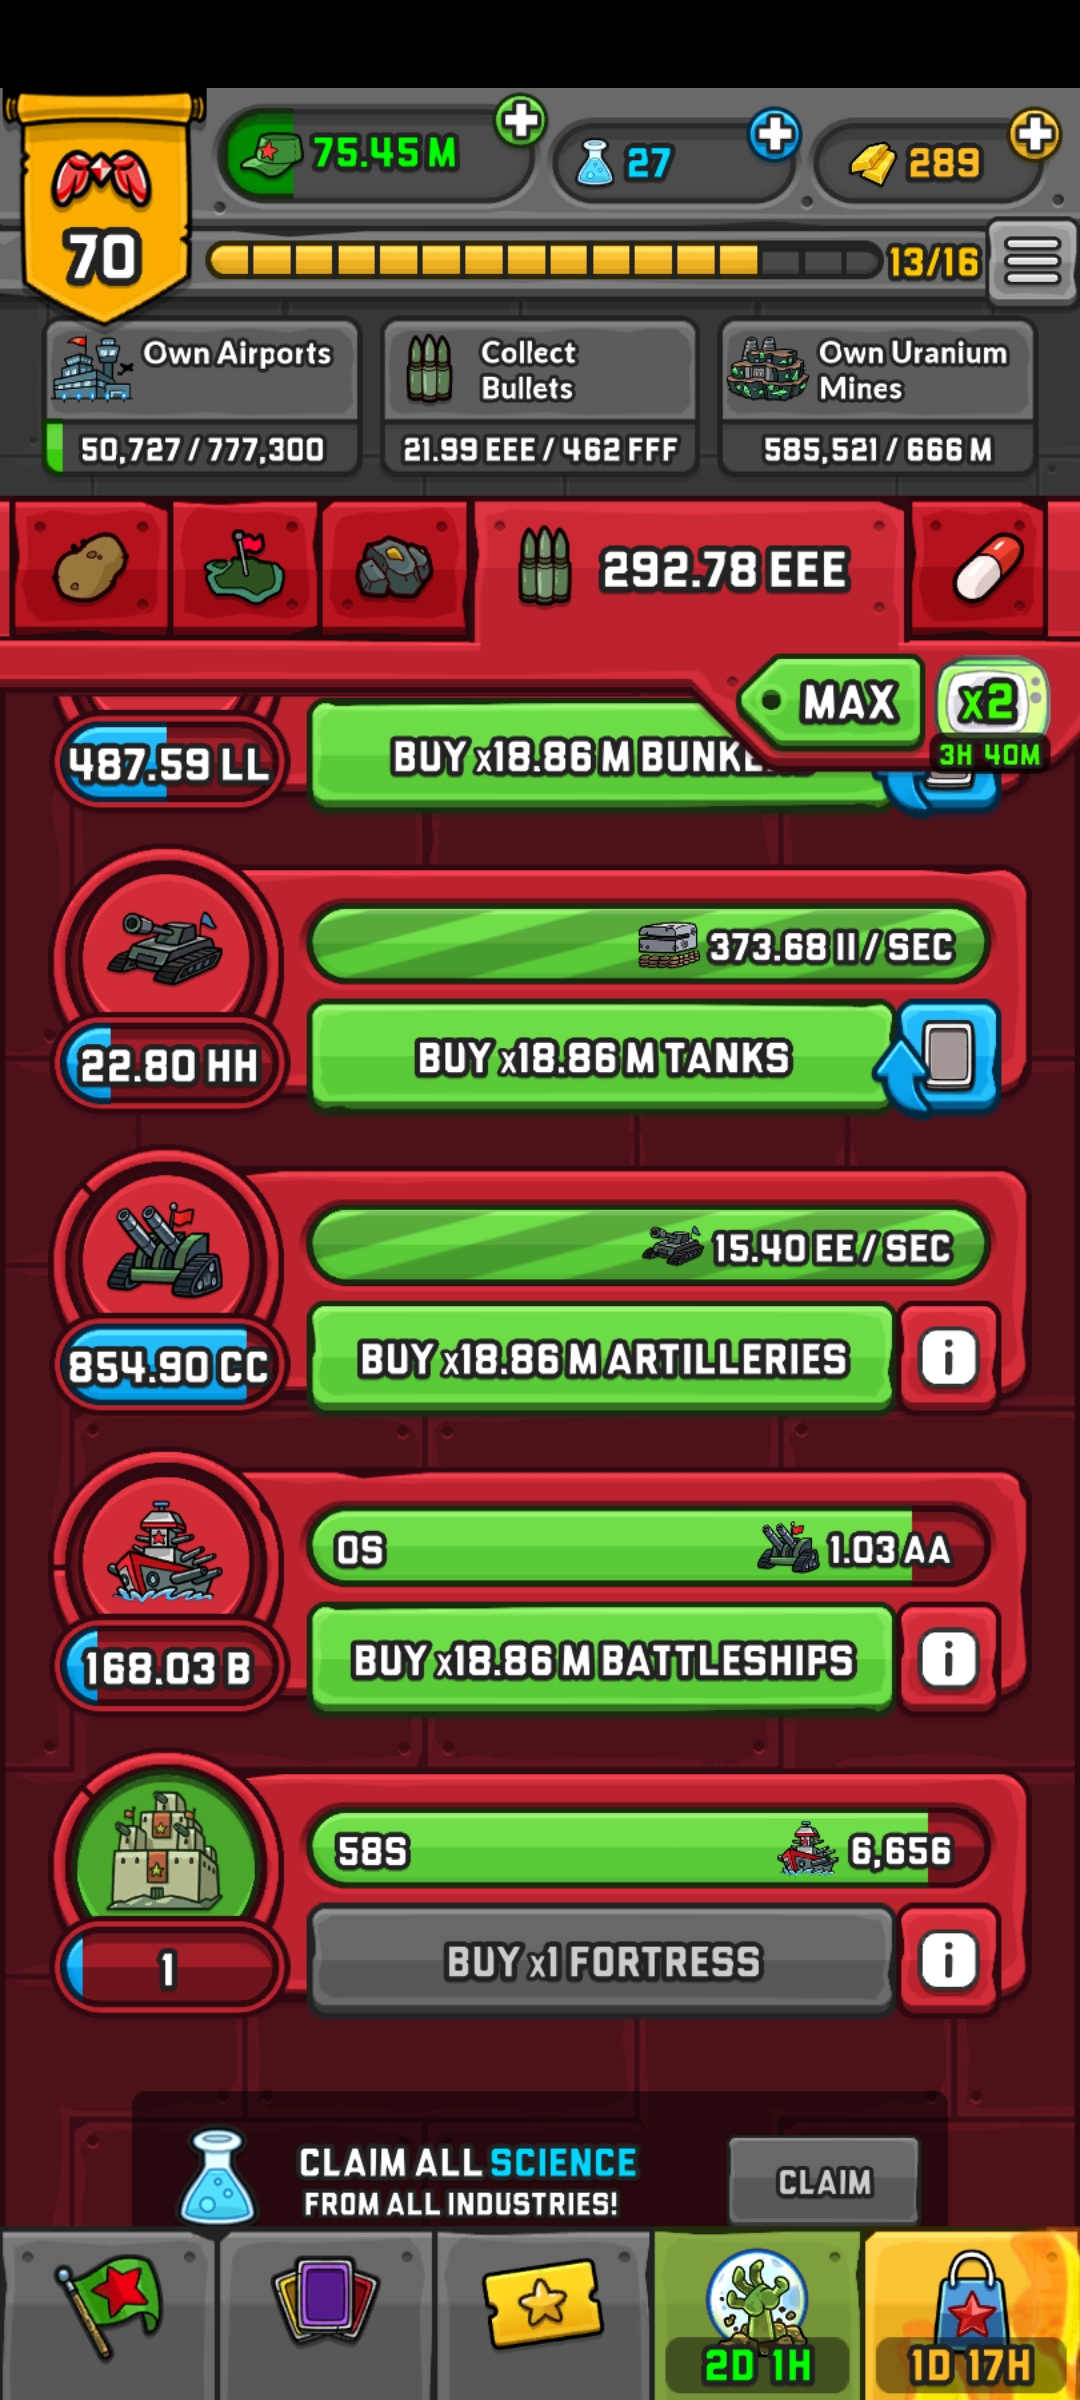 75.45 M
27
289
70
13/16
Own Airports
50,727 / 777,300
Collect
Bullets
21.99 EEE / 462 FFF
Own Uranium
Mines
585,521 / 666 M
292.78 EEE
MAX
x2
3H 40M
487.59 LL
BUY x18.86 M
373.68 II / SEC
22.80 HH
BUY x18.86 M TANKS
15.40 EE / SEC
854.90 CC
BUY x18.86 M ARTILLERIES
i
0S
1.03 AA
168.03 B
BUY x18.86 M BATTLESHIPS
i
58S
6,656
1
BUY x1 FORTRESS
i
CLAIM ALL SCIENCE
FROM ALL INDUSTRIES!
CLAIM
2D 1H
1D 17H